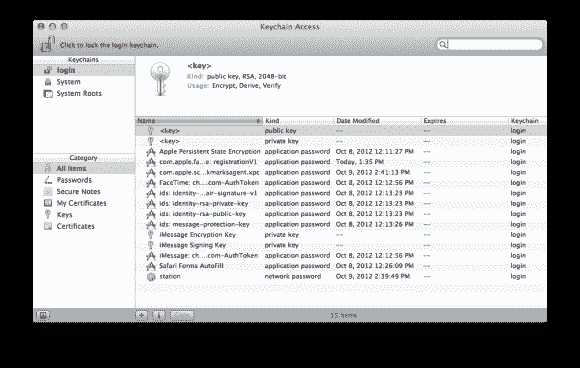 Keychain Access
Click to lock the login keychain.
Keychains
login
System
System Roots
<key>
Kind: public key, RSA, 2048-bit
Usage: Encrypt, Derive, Verify
Name Kind Date Modified Expires Keychain
<key> public key -- -- login
<key> private key -- -- login
Apple Persistent State Encryption application password Oct 8, 2012 12:11:27 PM -- login
com.apple.fa...e: registrationV1 application password Today, 1:35 PM -- login
com.apple.sc...kmarksagent.xpc application password Oct 9, 2012 2:41:13 PM -- login
FaceTime: ch....com-AuthToken application password Oct 8, 2012 12:12:56 PM -- login
ids: identity-...air-signature-v1 application password Oct 8, 2012 12:13:23 PM -- login
ids: identity-rsa-private-key application password Oct 8, 2012 12:13:23 PM -- login
ids: identity-rsa-public-key application password Oct 8, 2012 12:13:23 PM -- login
ids: message-protection-key application password Oct 8, 2012 12:13:26 PM -- login
iMessage Encryption Key private key -- -- login
iMessage Signing Key private key -- -- login
iMessage: ch....com-AuthToken application password Oct 8, 2012 12:12:56 PM -- login
Safari Forms AutoFill application password Oct 8, 2012 12:26:09 PM -- login
station network password Oct 9, 2012 2:39:49 PM -- login
Category
All Items
Passwords
Secure Notes
My Certificates
Keys
Certificates
+ i Copy 15 items